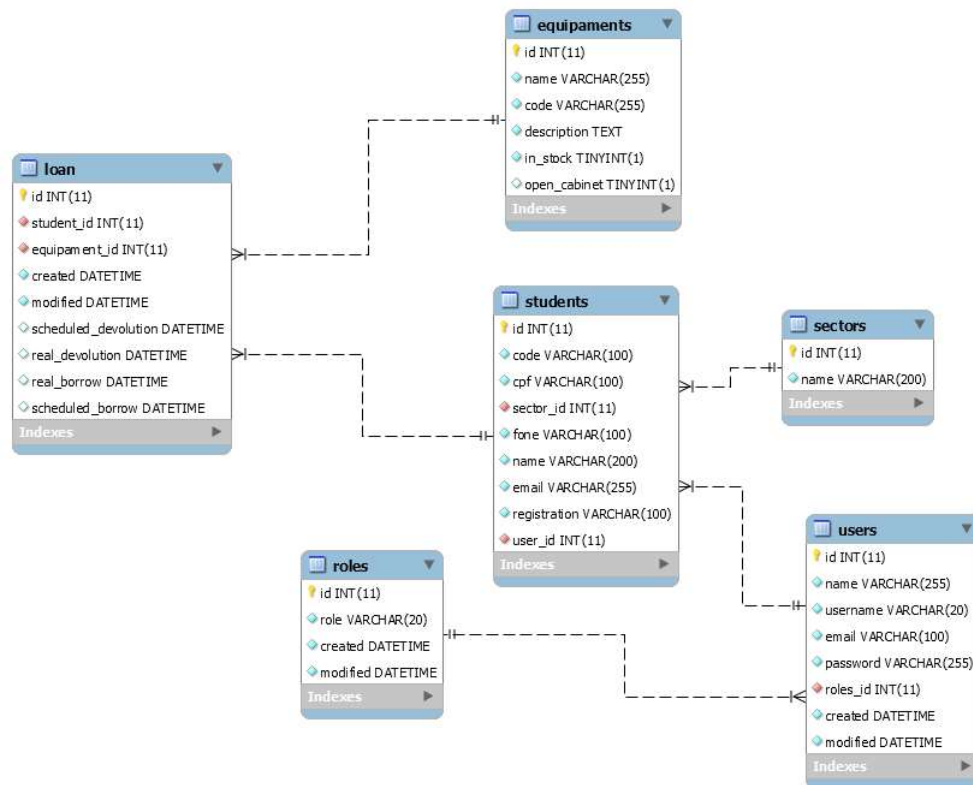 equipaments
id INT(11)
name VARCHAR(255)
code VARCHAR(255)
description TEXT
in_stock TINYINT(1)
open_cabinet TINYINT(1)
Indexes
loan
id INT(11)
student_id INT(11)
equipament_id INT(11)
created DATETIME
modified DATETIME
scheduled_devolution DATETIME
real_devolution DATETIME
real_borrow DATETIME
scheduled_borrow DATETIME
Indexes
students
id INT(11)
code VARCHAR(100)
cpf VARCHAR(100)
sector_id INT(11)
fone VARCHAR(100)
name VARCHAR(200)
email VARCHAR(255)
registration VARCHAR(100)
user_id INT(11)
Indexes
sectors
id INT(11)
name VARCHAR(200)
Indexes
roles
id INT(11)
role VARCHAR(20)
created DATETIME
modified DATETIME
Indexes
users
id INT(11)
name VARCHAR(255)
username VARCHAR(20)
email VARCHAR(100)
password VARCHAR(255)
roles_id INT(11)
created DATETIME
modified DATETIME
Indexes